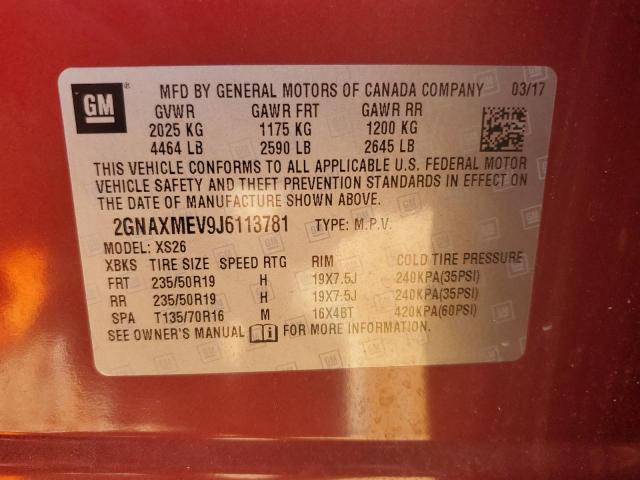 GM
®
MFD BY GENERAL MOTORS OF CANADA COMPANY 03/17
GVWR GAWR FRT GAWR RR
2025 KG 1175 KG 1200 KG
4464 LB 2590 LB 2645 LB
THIS VEHICLE CONFORMS TO ALL APPLICABLE U.S. FEDERAL MOTOR
VEHICLE SAFETY AND THEFT PREVENTION STANDARDS IN EFFECT ON
THE DATE OF MANUFACTURE SHOWN ABOVE.
2GNAXMEV9J6113781 TYPE: M.P.V.
MODEL: XS26
XBKS TIRE SIZE SPEED RTG RIM COLD TIRE PRESSURE
FRT 235/50R19 H 19X7.5J 240KPA(35PSI)
RR 235/50R19 H 19X7.5J 240KPA(35PSI)
SPA T135/70R16 M 16X4BT 420KPA(60PSI)
SEE OWNER'S MANUAL FOR MORE INFORMATION.